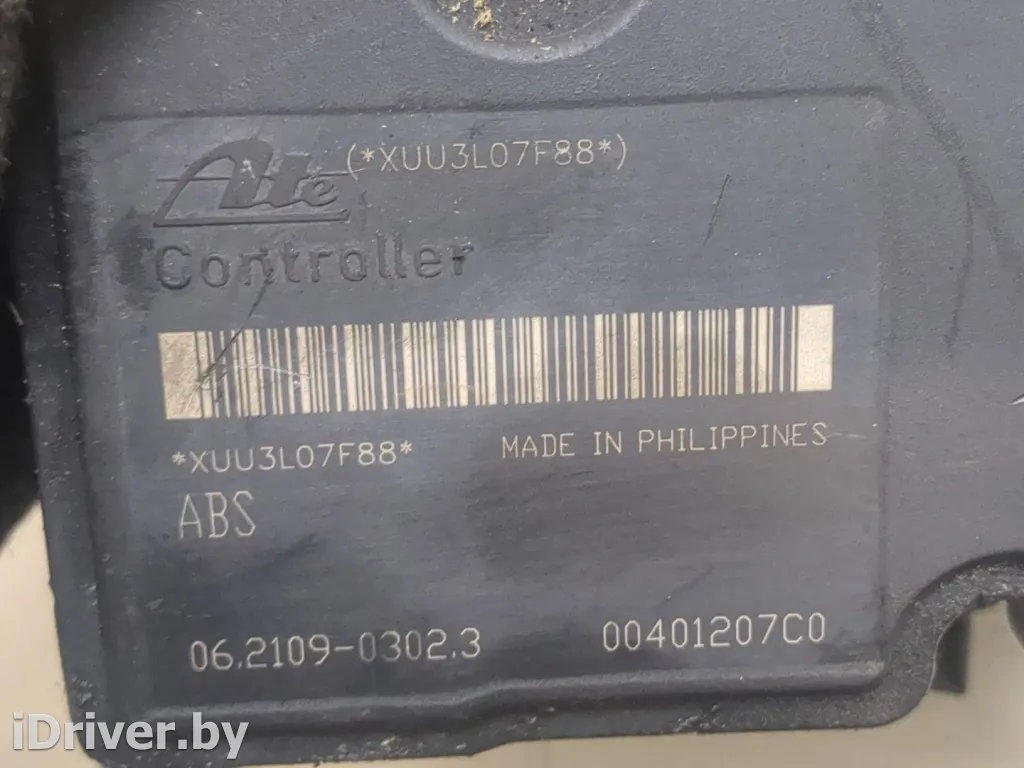 Ate (*XUU3L07F88*)
Controller
*XUU3L07F88* MADE IN PHILIPPINES
ABS
06.2109-0302.3 00401207C0
iDriver.by